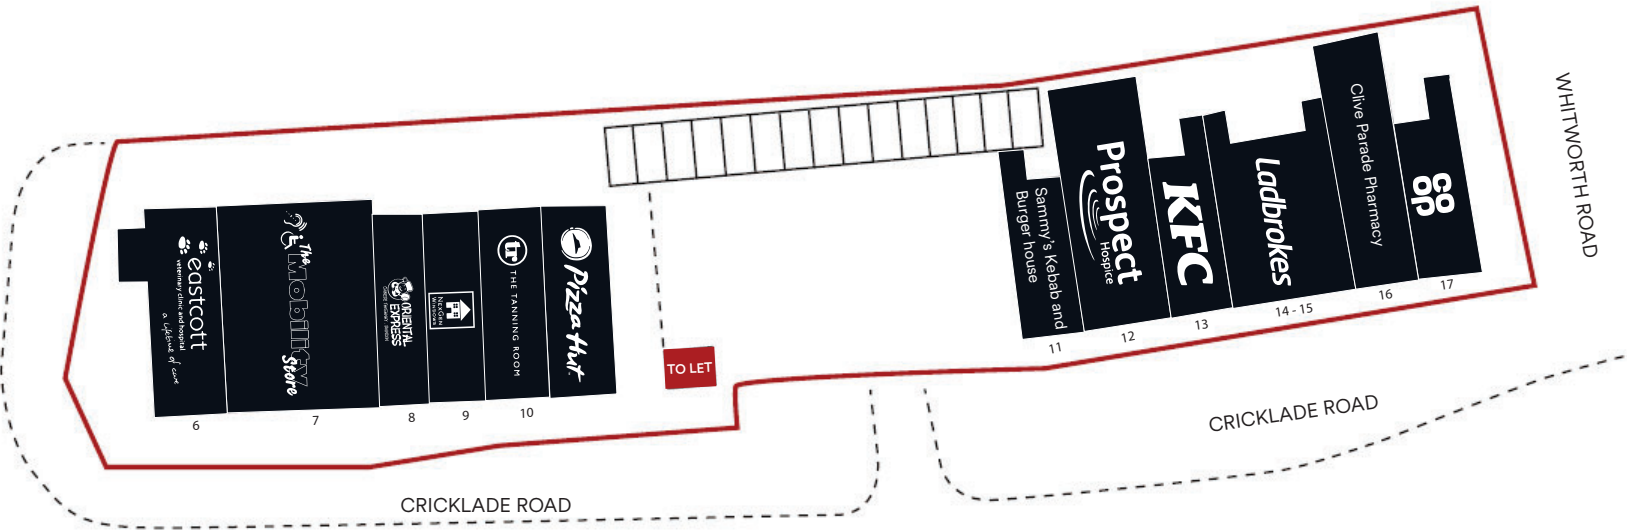 eastcott
veterinary clinic and hospital
a lifetime of care
The
Mobility
Store
ORIENTAL
EXPRESS
NexGen
Windows
tr
THE TANNING ROOM
Pizza Hut
TO LET
Sammy's Kebab and
Burger house
Prospect
Hospice
KFC
Ladbrokes
Clive Parade Pharmacy
co
op
6
7
8
9
10
11
12
13
14 - 15
16
17
WHITWORTH ROAD
CRICKLADE ROAD
CRICKLADE ROAD